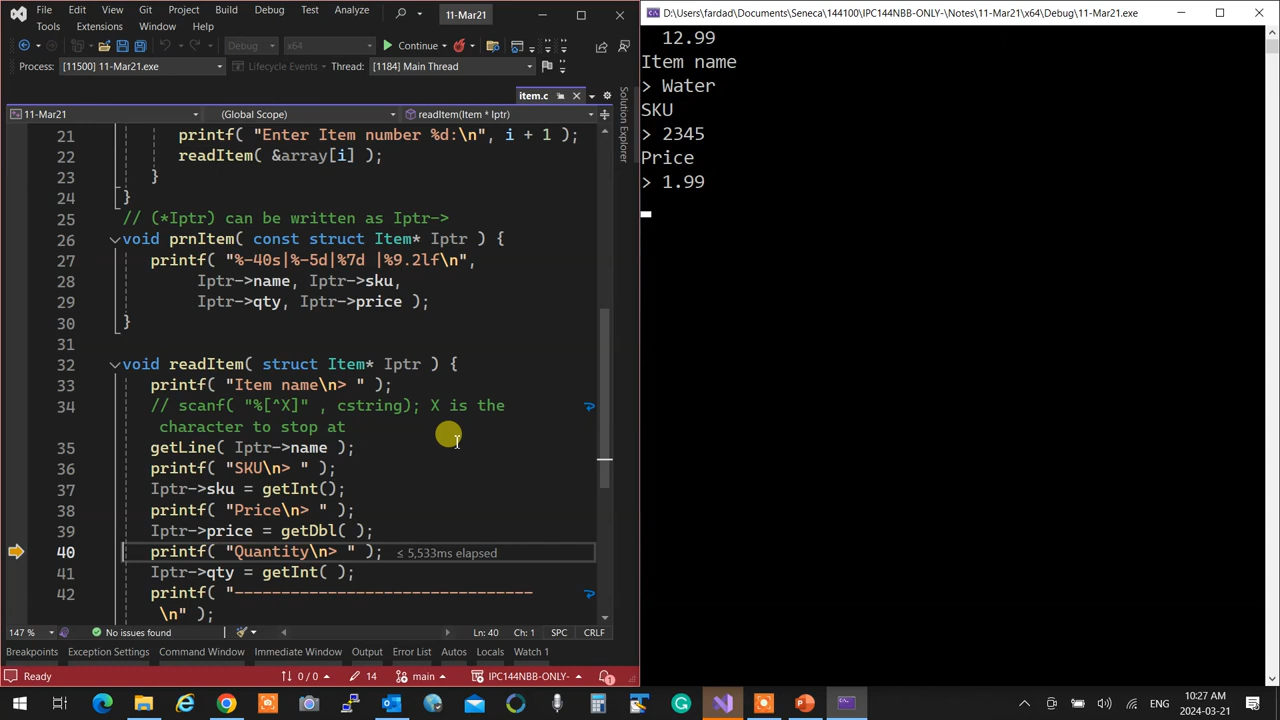 File Edit View Git Project Build Debug Test Analyze 11-Mar21
Tools Extensions Window Help
Debug x64 Continue
Process: [11500] 11-Mar21.exe Lifecycle Events Thread: [1184] Main Thread
item.c
11-Mar21 (Global Scope) readItem(Item * Iptr)
Solution Explorer
21 printf( "Enter Item number %d:\n", i + 1 );
22 readItem( &array[i] );
23 }
24 }
25 // (*Iptr) can be written as Iptr->
26 void prnItem( const struct Item* Iptr ) {
27 printf( "%-40s|%-5d|%7d |%9.2lf\n",
28 Iptr->name, Iptr->sku,
29 Iptr->qty, Iptr->price );
30 }
31
32 void readItem( struct Item* Iptr ) {
33 printf( "Item name\n> " );
34 // scanf( "%[^X]" , cstring); X is the
character to stop at
35 getLine( Iptr->name );
36 printf( "SKU\n> " );
37 Iptr->sku = getInt();
38 printf( "Price\n> " );
39 Iptr->price = getDbl( );
40 printf( "Quantity\n> " ); ≤ 5,533ms elapsed
41 Iptr->qty = getInt( );
42 printf( "--------------------------------
\n" );
147 % No issues found Ln: 40 Ch: 1 SPC CRLF
Breakpoints Exception Settings Command Window Immediate Window Output Error List Autos Locals Watch 1
Ready 0 / 0 14 main IPC144NBB-ONLY- 1
D:\Users\fardad\Documents\Seneca\144100\IPC144NBB-ONLY-\Notes\11-Mar21\x64\Debug\11-Mar21.exe
12.99
Item name
> Water
SKU
> 2345
Price
> 1.99
ENG 10:27 AM
2024-03-21